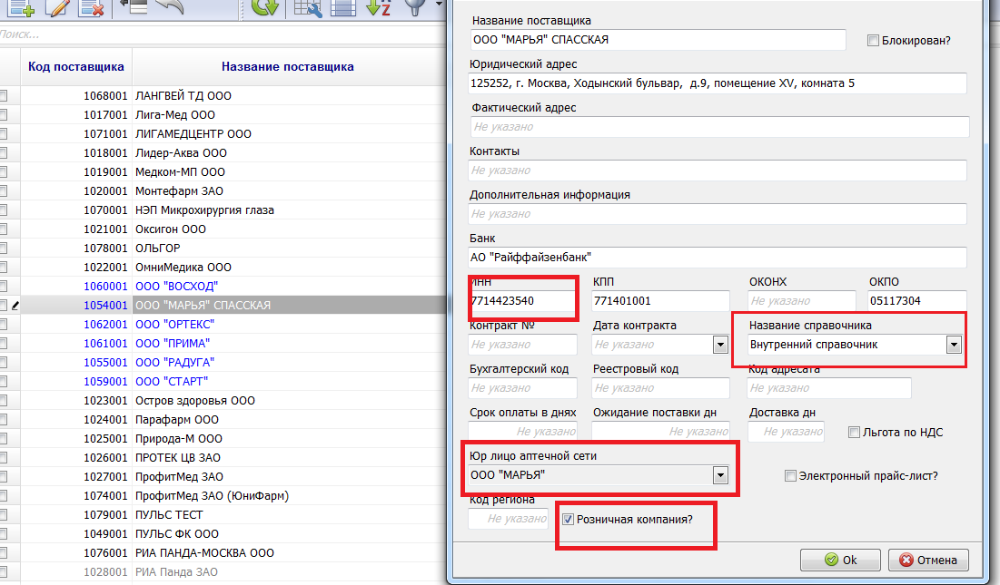 Поиск...
Код поставщика Название поставщика
1068001 ЛАНГВЕЙ ТД ООО
1017001 Лига-Мед ООО
1071001 ЛИГАМЕДЦЕНТР ООО
1018001 Лидер-Аква ООО
1019001 Медком-МП ООО
1020001 Монтефарм ЗАО
1070001 НЭП Микрохирургия глаза
1021001 Оксигон ООО
1078001 ОЛЬГОР
1022001 ОмниМедика ООО
1060001 ООО "ВОСХОД"
1054001 ООО "МАРЬЯ" СПАССКАЯ
1062001 ООО "ОРТЕКС"
1061001 ООО "ПРИМА"
1055001 ООО "РАДУГА"
1059001 ООО "СТАРТ"
1023001 Остров здоровья ООО
1024001 Парафарм ООО
1025001 Природа-М ООО
1026001 ПРОТЕК ЦВ ЗАО
1027001 ПрофитМед ЗАО
1074001 ПрофитМед ЗАО (ЮниФарм)
1079001 ПУЛЬС ТЕСТ
1049001 ПУЛЬС ФК ООО
1076001 РИА ПАНДА-МОСКВА ООО
1028001 РИА Панда ЗАО
Название поставщика
ООО "МАРЬЯ" СПАССКАЯ Блокирован?
Юридический адрес
125252, г. Москва, Ходынский бульвар, д.9, помещение XV, комната 5
Фактический адрес
Не указано
Контакты
Не указано
Дополнительная информация
Не указано
Банк
АО "Райффайзенбанк"
ИНН КПП ОКОНХ ОКПО
7714423540 771401001 Не указано 05117304
Контракт № Дата контракта Название справочника
Не указано Не указано Внутренний справочник
Бухгалтерский код Реестровый код Код адресата
Не указано Не указано Не указано
Срок оплаты в днях Ожидание поставки дн Доставка дн
Не указано Не указано Не указано Льгота по НДС
Юр лицо аптечной сети
ООО "МАРЬЯ" Электронный прайс-лист?
Код региона
Не указано Розничная компания?
Ok Отмена